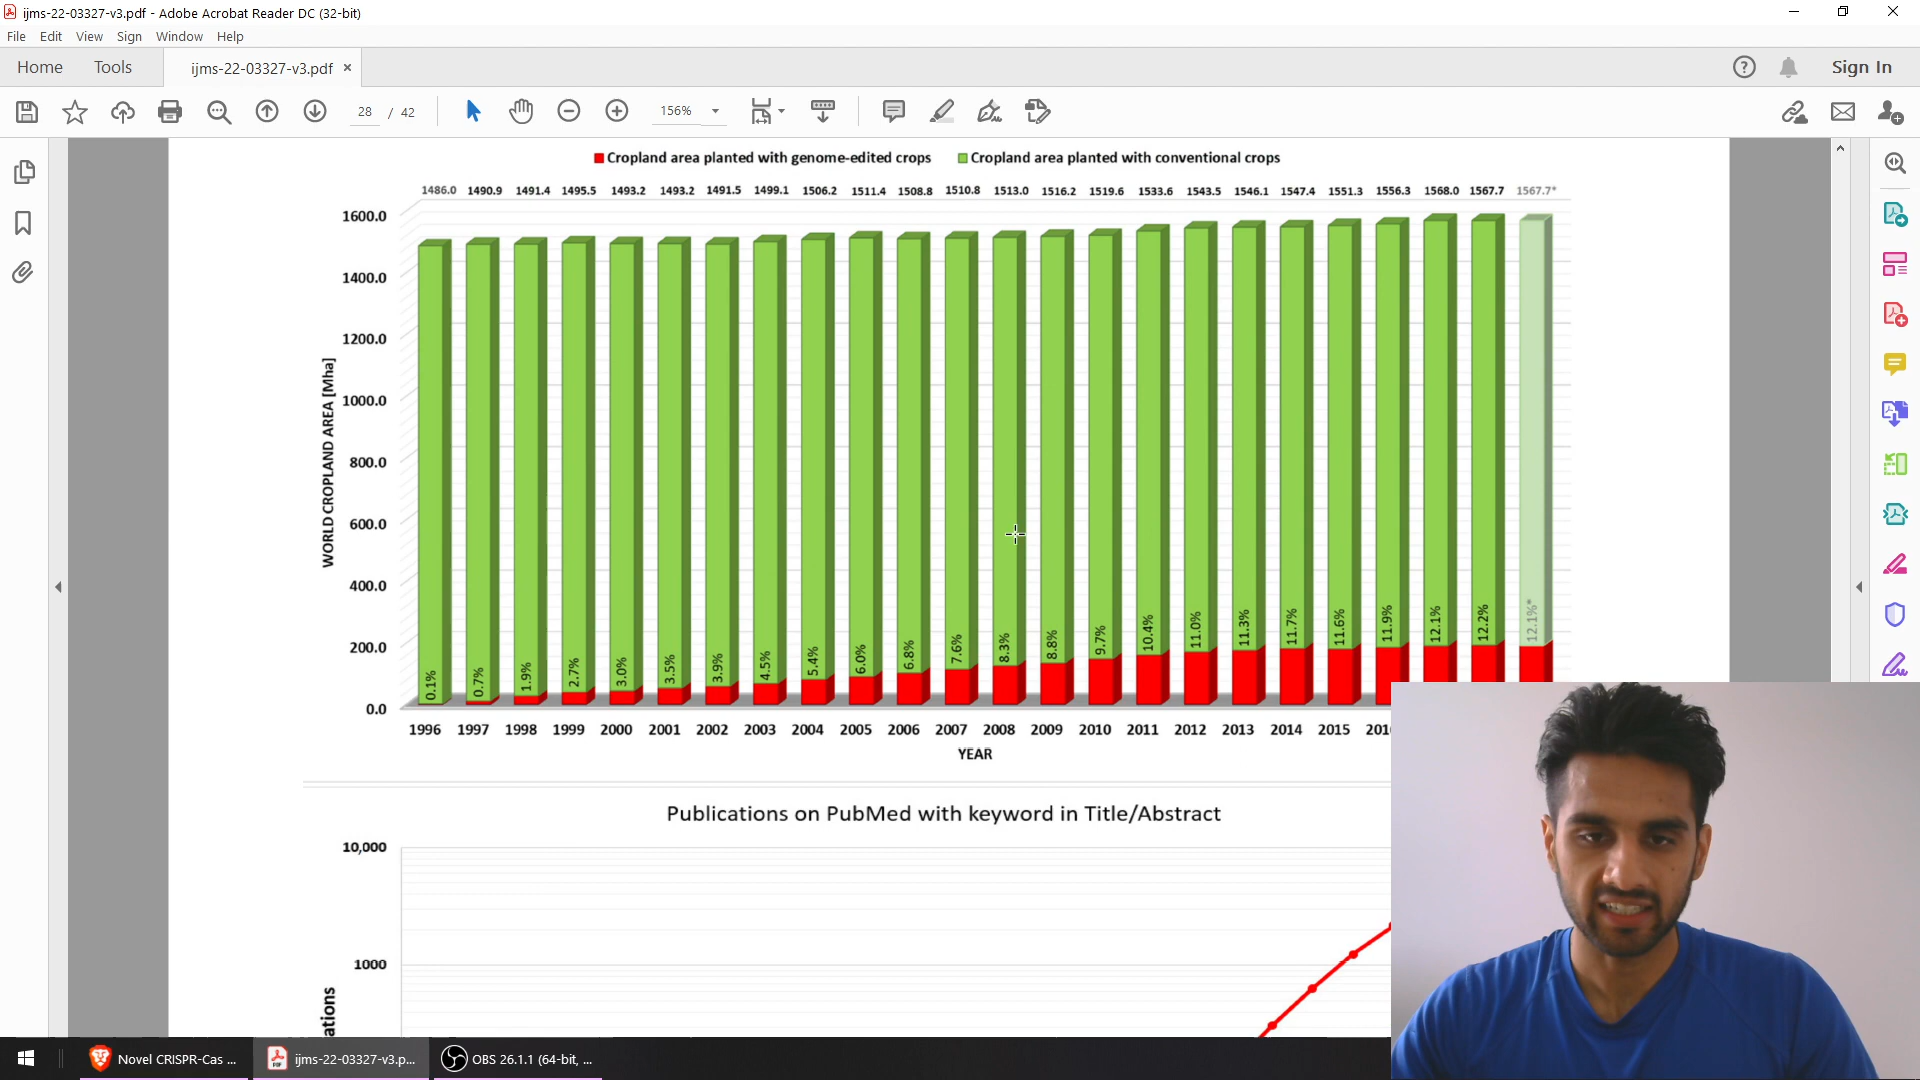 ijms-22-03327-v3.pdf - Adobe Acrobat Reader DC (32-bit)
File Edit View Sign Window Help
Home Tools ijms-22-03327-v3.pdf × Sign In
28 / 42 156%
Cropland area planted with genome-edited crops Cropland area planted with conventional crops
1486.0 1490.9 1491.4 1495.5 1493.2 1493.2 1491.5 1499.1 1506.2 1511.4 1508.8 1510.8 1513.0 1516.2 1519.6 1533.6 1543.5 1546.1 1547.4 1551.3 1556.3 1568.0 1567.7 1567.7*
1600.0
1400.0
1200.0
1000.0
800.0
600.0
400.0
200.0
0.0
WORLD CROPLAND AREA [Mha]
0.1% 0.7% 1.9% 2.7% 3.0% 3.5% 3.9% 4.5% 5.4% 6.0% 6.8% 7.6% 8.3% 8.8% 9.7% 10.4% 11.0% 11.3% 11.7% 11.6% 11.9% 12.1% 12.2% 12.1%*
1996 1997 1998 1999 2000 2001 2002 2003 2004 2005 2006 2007 2008 2009 2010 2011 2012 2013 2014 2015
YEAR
Publications on PubMed with keyword in Title/Abstract
10,000
1000
ations
Novel CRISPR-Cas ... ijms-22-03327-v3.p... OBS 26.1.1 (64-bit, ...